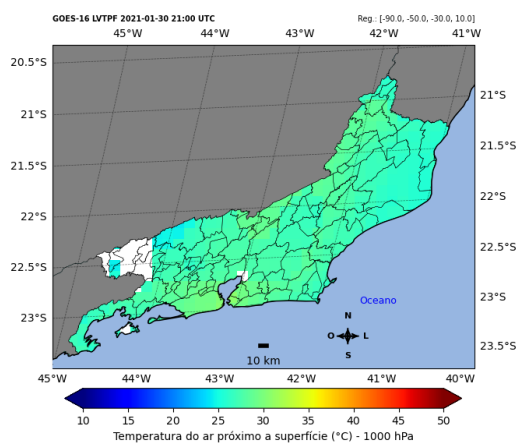 GOES-16 LVTPF 2021-01-30 21:00 UTC Reg.: [-90.0, -50.0, -30.0, 10.0]
45°W 44°W 43°W 42°W 41°W
20.5°S
21°S 21°S
21.5°S 21.5°S
22°S 22°S
22.5°S 22.5°S
23°S 23°S
23.5°S
Oceano
N
O L
S
10 km
45°W 44°W 43°W 42°W 41°W 40°W
10 15 20 25 30 35 40 45 50
Temperatura do ar próximo a superfície (°C) - 1000 hPa